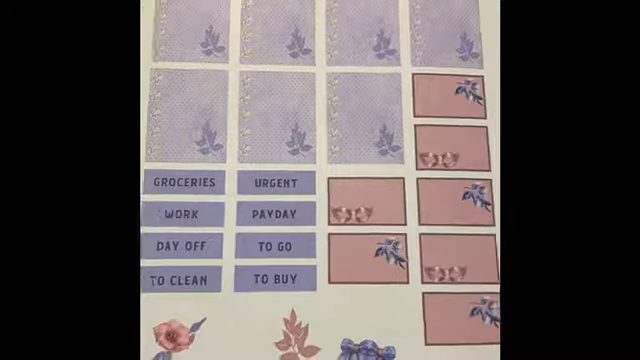 GROCERIES
URGENT
WORK
PAYDAY
DAY OFF
TO GO
TO CLEAN
TO BUY